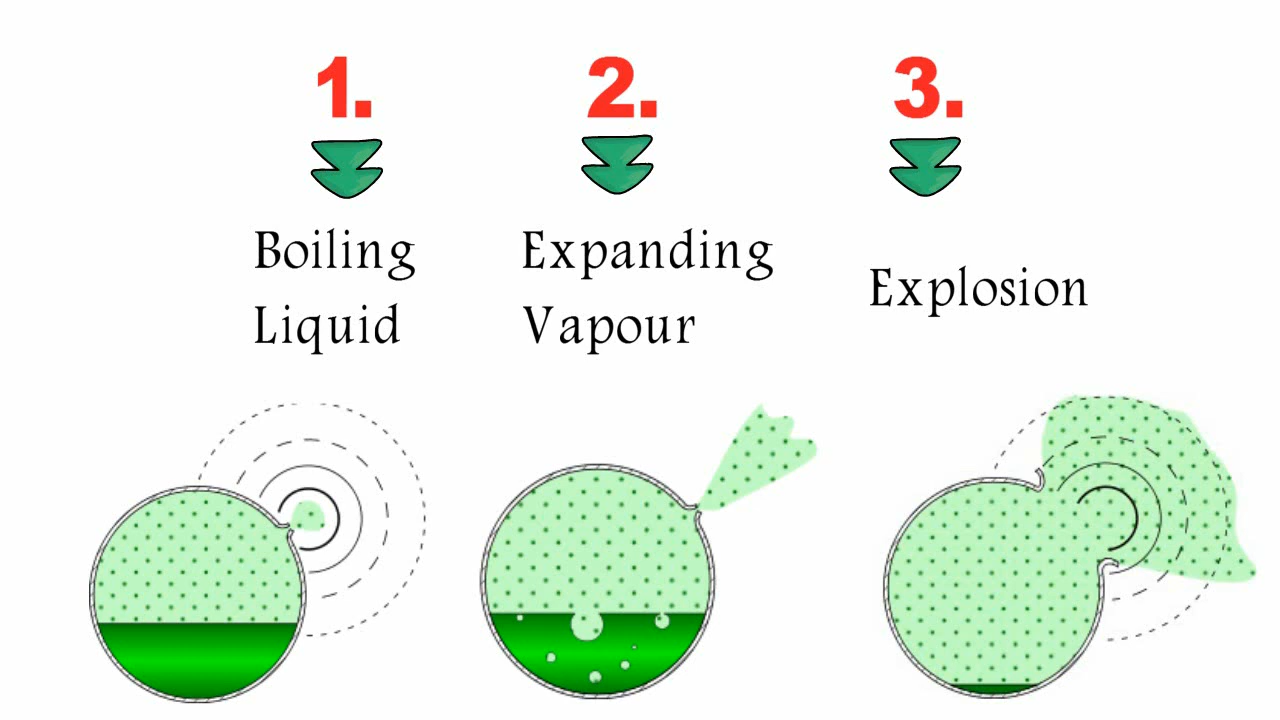 1.
2.
3.
Boiling
Liquid
Expanding
Vapour
Explosion